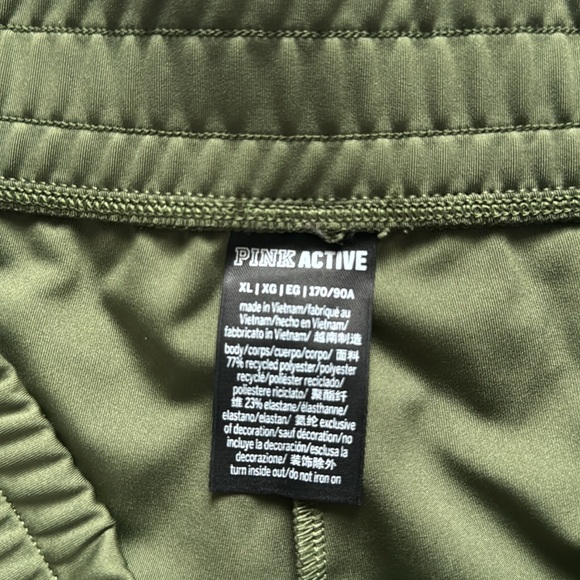 PINK ACTIVE
XL | XG | EG | 170/90A
made in Vietnam/fabriqué au
Vietnam/hecho en Vietnam/
fabbricato in Vietnam/ 越南制造
body/corps/cuerpo/corpo/ 面料
77% recycled polyester/polyester
recyclé/poliéster reciclado/
poliestere riciclato/ 聚酯纤
维 23% elastane/élasthanne/
elastano/elastan/ 氨纶 exclusive
of decoration/sauf décoration/no
incluye la decoración/esclusa la
decorazione/ 装饰除外
turn inside out/do not iron on